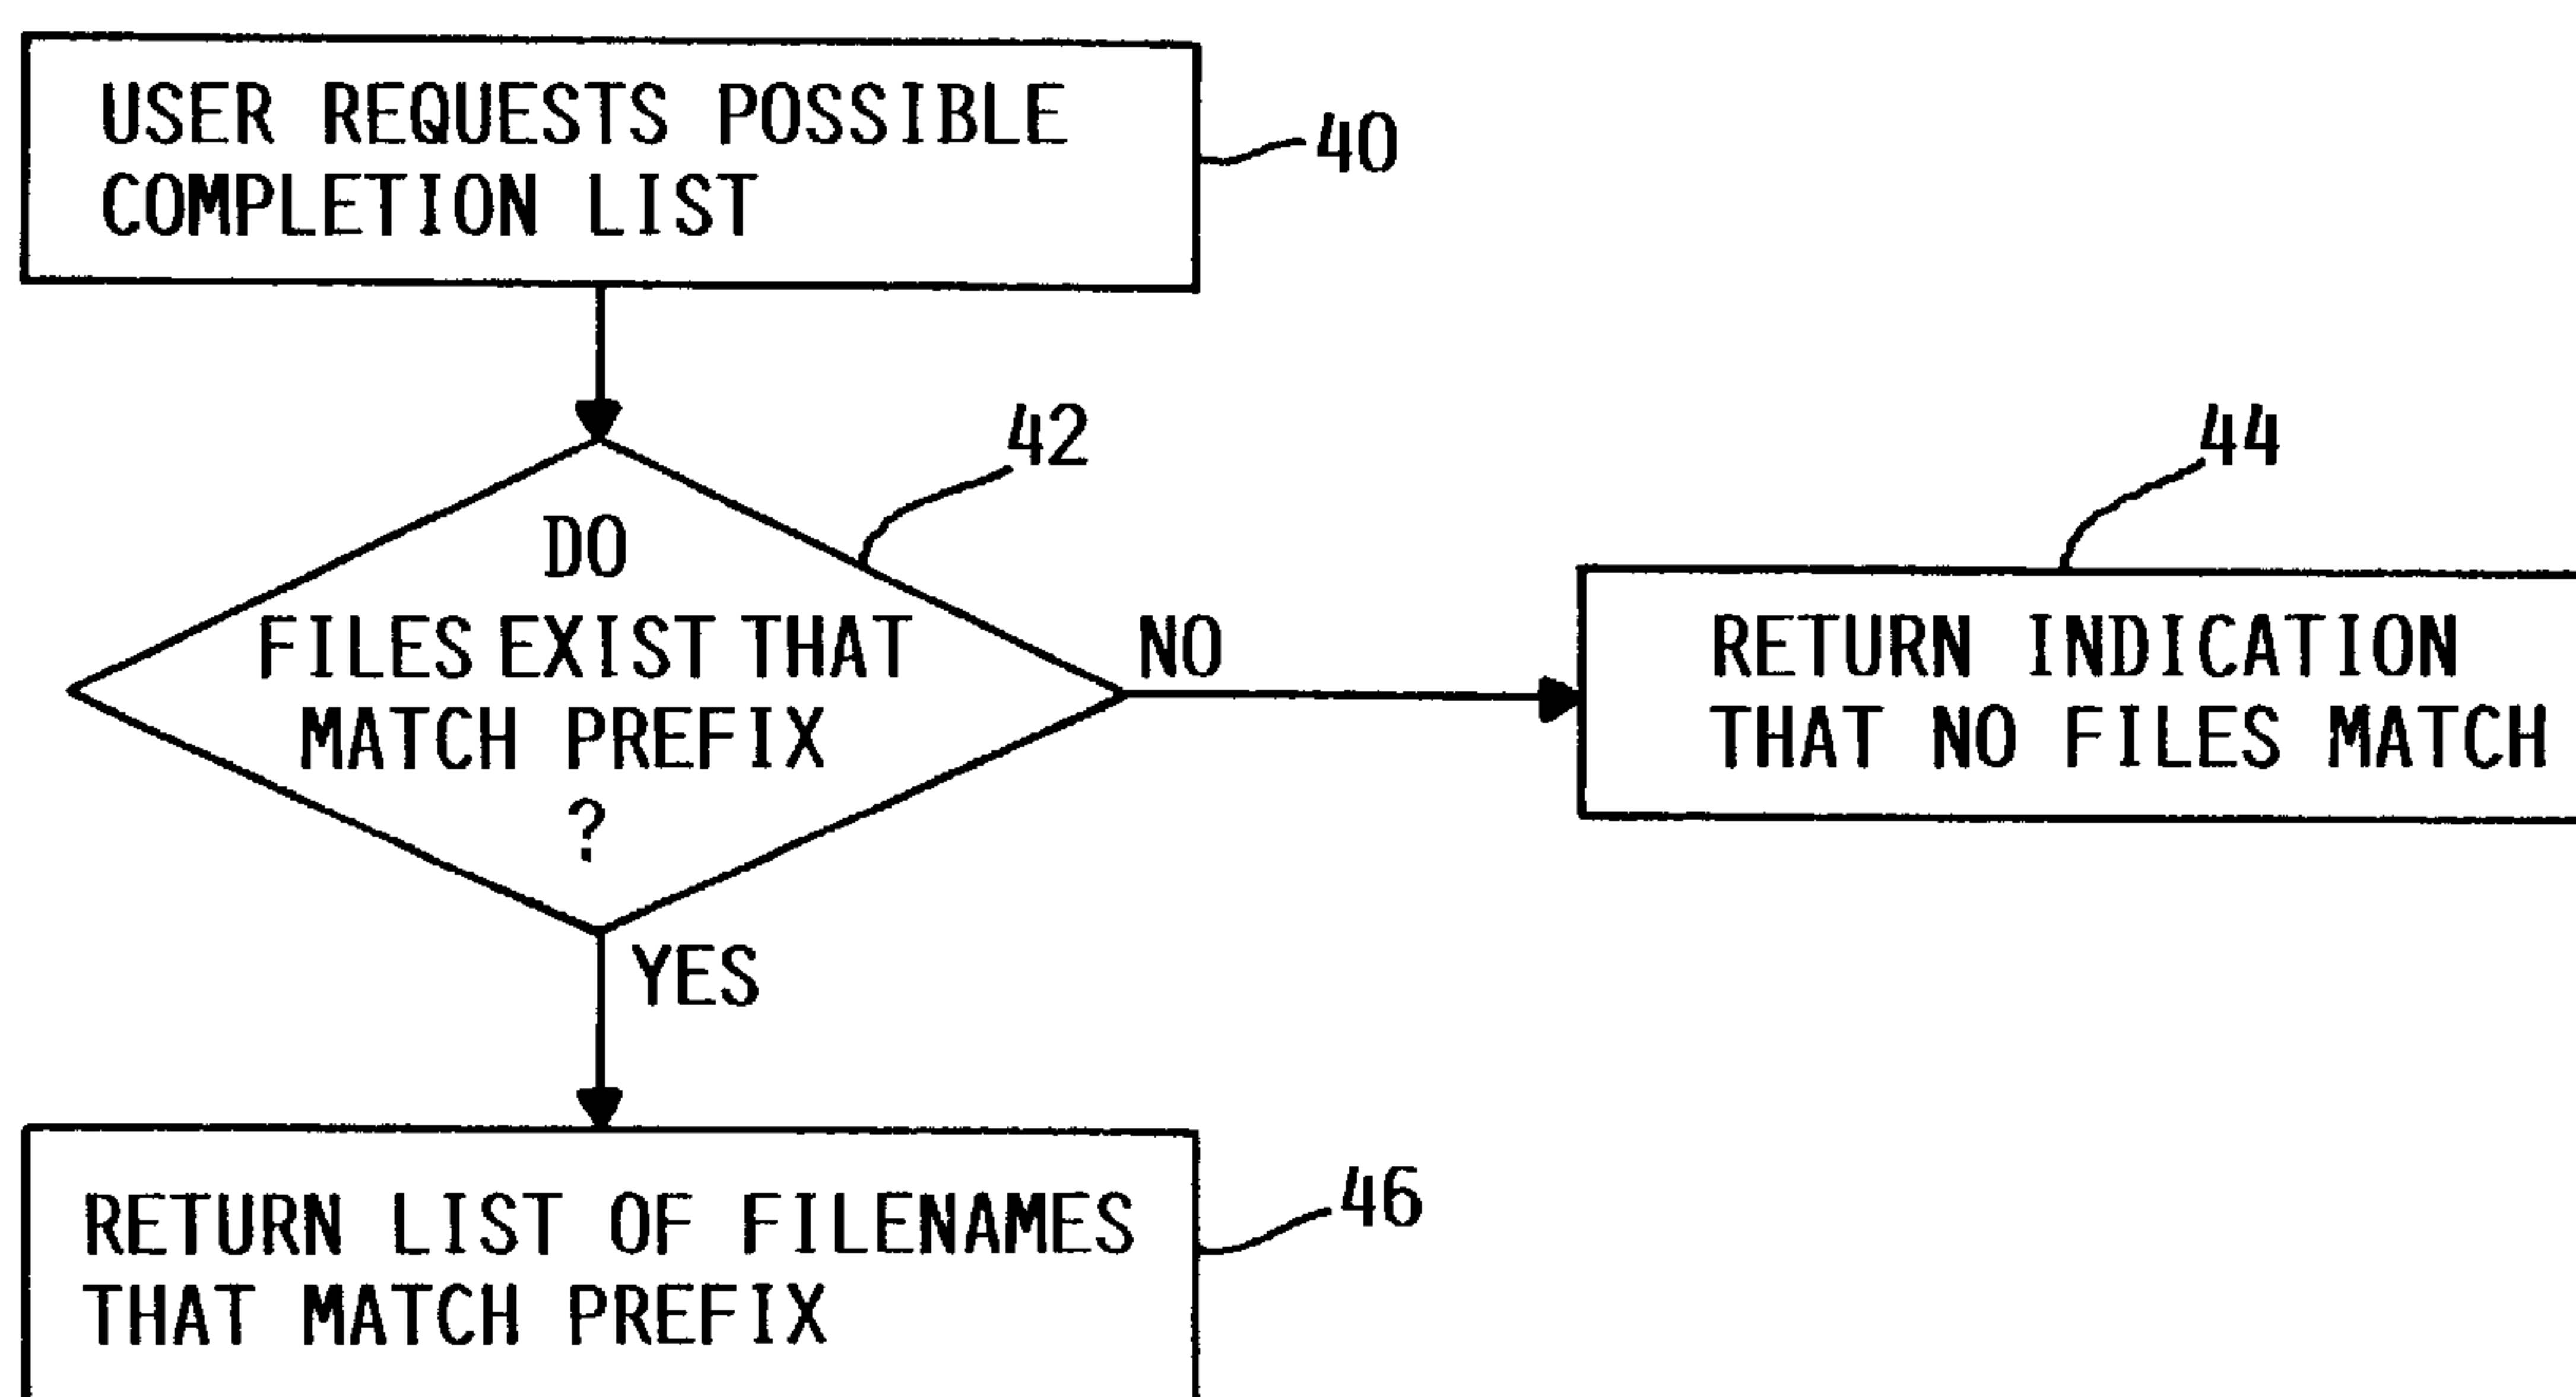 USER REQUESTS POSSIBLE
COMPLETION LIST
40
42
DO
FILES EXIST THAT
MATCH PREFIX
?
NO
44
RETURN INDICATION
THAT NO FILES MATCH
YES
RETURN LIST OF FILENAMES
THAT MATCH PREFIX
46